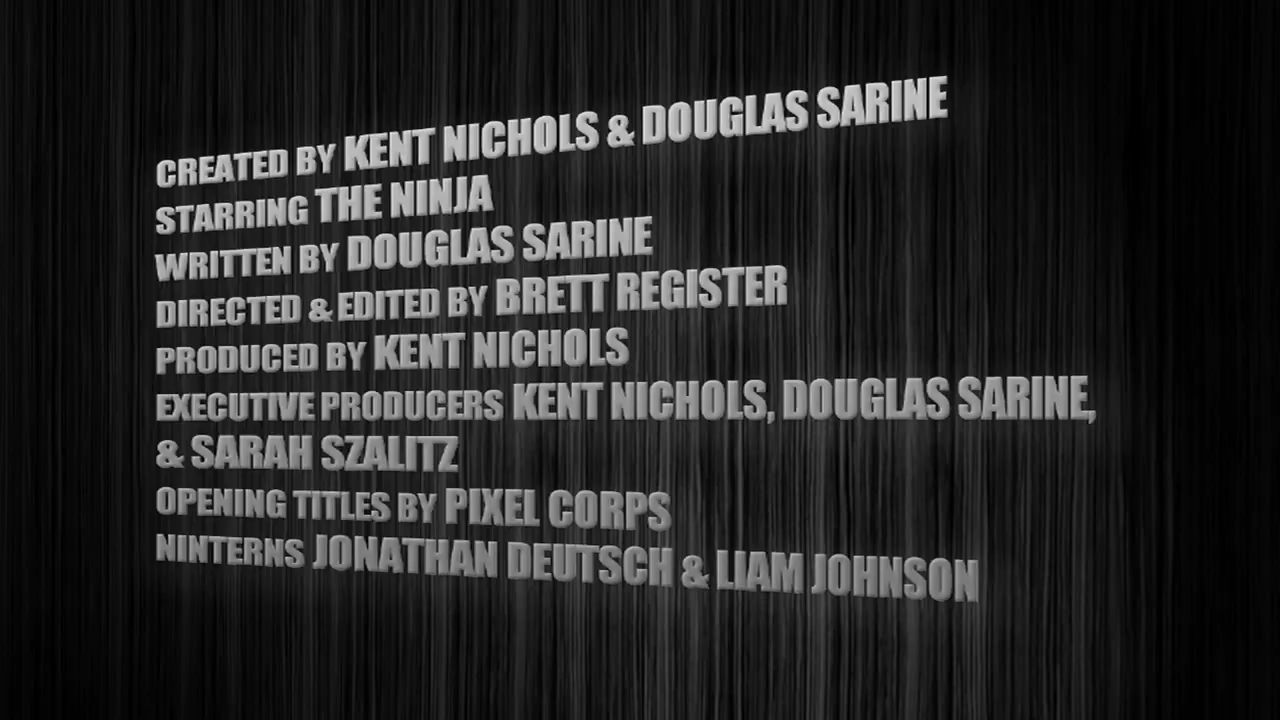 CREATED BY KENT NICHOLS & DOUGLAS SARINE
STARRING THE NINJA
WRITTEN BY DOUGLAS SARINE
DIRECTED & EDITED BY BRETT REGISTER
PRODUCED BY KENT NICHOLS
EXECUTIVE PRODUCERS KENT NICHOLS, DOUGLAS SARINE,
& SARAH SZALITZ
OPENING TITLES BY PIXEL CORPS
NINTERNS JONATHAN DEUTSCH & LIAM JOHNSON